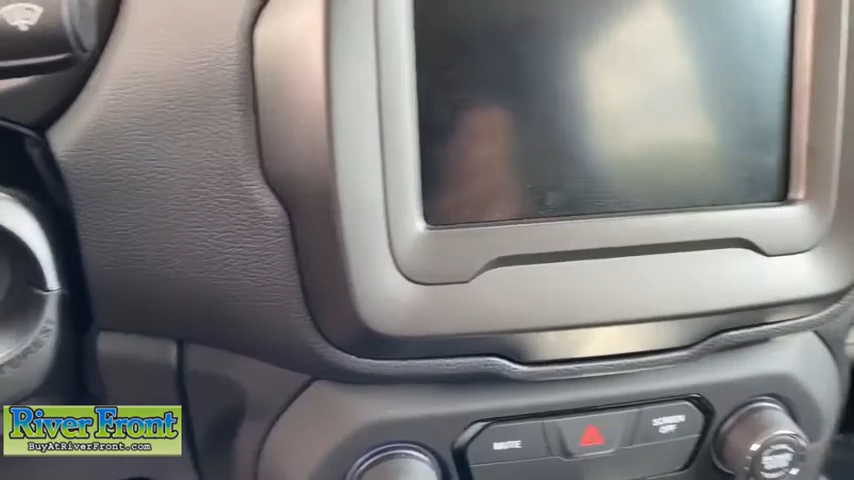 MUTE
SCREEN
OFF
River Front
BuyAtRiverFront.com